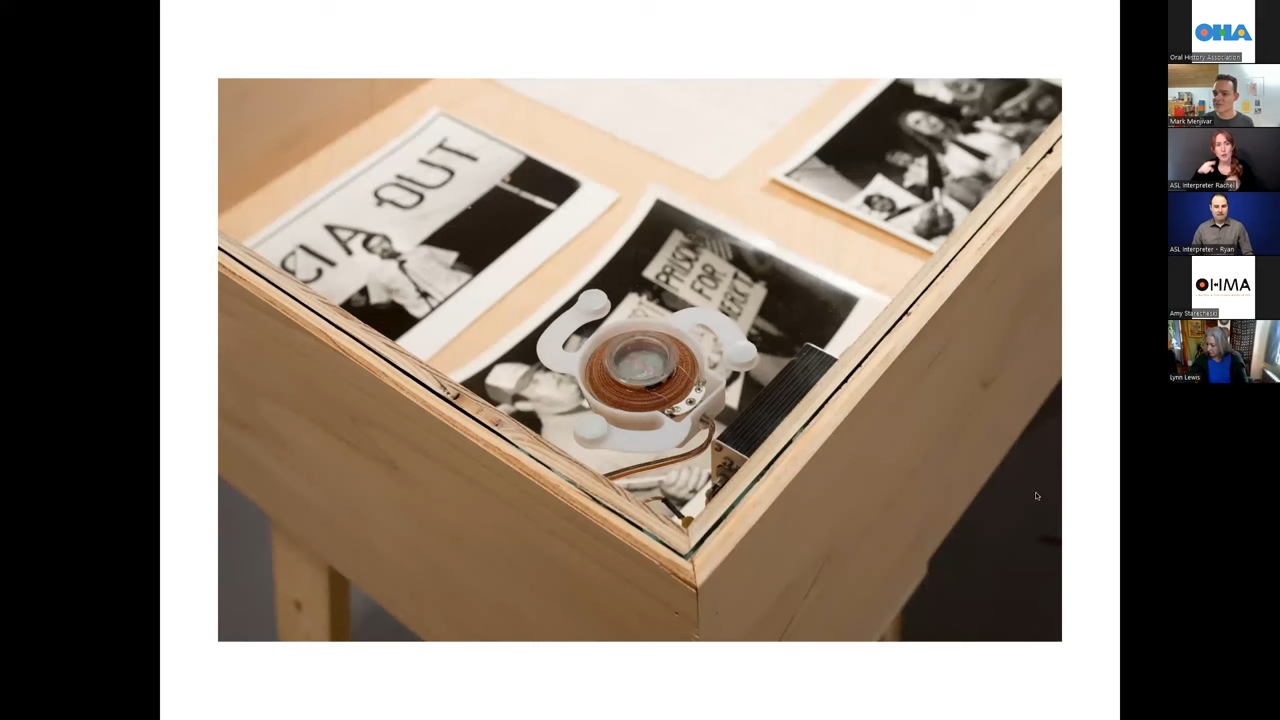 CIA OUT
PRISON
FOR
OHA
Oral History Association
Mark Menjivar
ASL Interpreter Rachel
ASL Interpreter - Ryan
OHMA
Amy Starecheski
Lynn Lewis